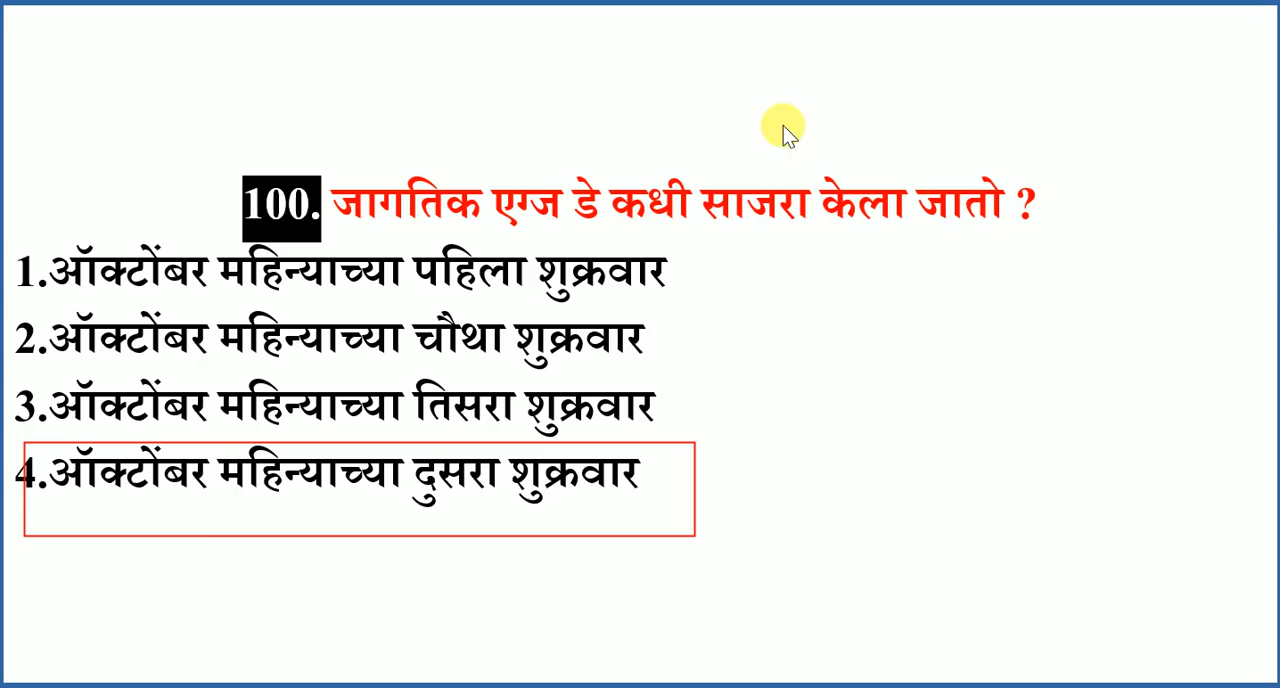 100. जागतिक एग्ज डे कधी साजरा केला जातो ?
1.ऑक्टोंबर महिन्याच्या पहिला शुक्रवार
2.ऑक्टोंबर महिन्याच्या चौथा शुक्रवार
3.ऑक्टोंबर महिन्याच्या तिसरा शुक्रवार
4.ऑक्टोंबर महिन्याच्या दुसरा शुक्रवार